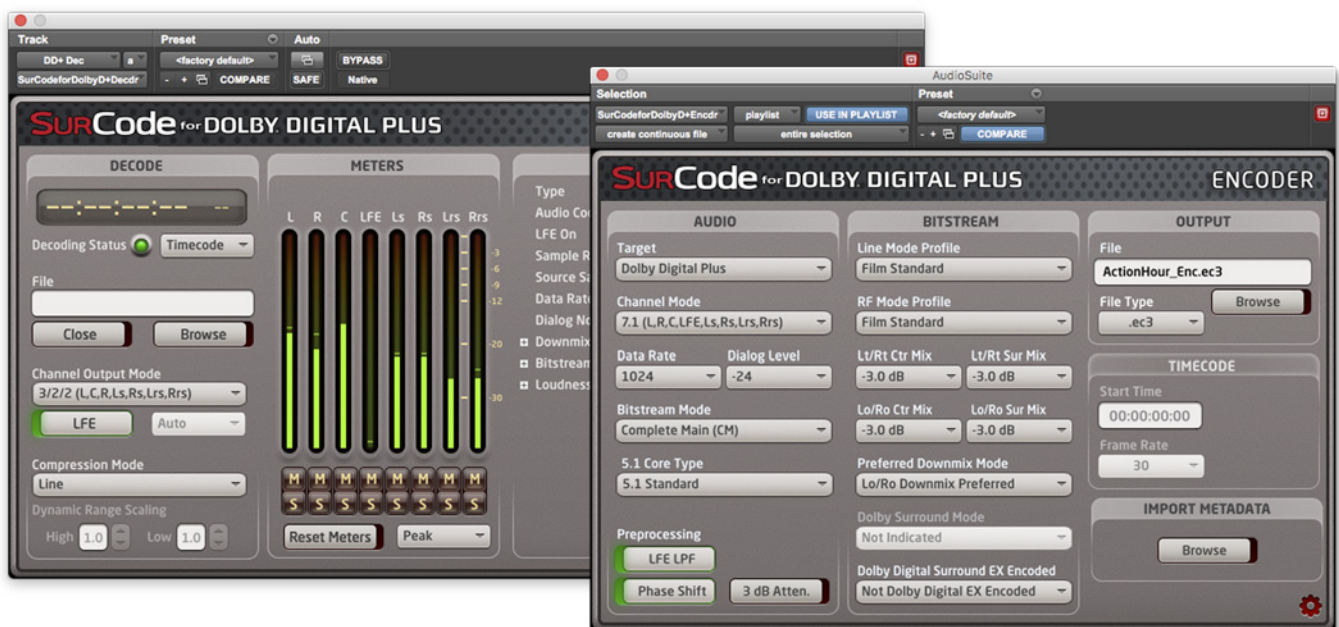 Track Preset Auto
DD+ Dec a <factory default> BYPASS
SurCodeforDolbyD+Decdr - + COMPARE SAFE Native
SURCode for DOLBY DIGITAL PLUS
DECODE
--:--:--:-- --
Decoding Status Timecode
File
Close Browse
Channel Output Mode
3/2/2 (L,C,R,Ls,Rs,Lrs,Rrs)
LFE Auto
Compression Mode
Line
Dynamic Range Scaling
High 1.0 Low 1.0
METERS
L R C LFE Ls Rs Lrs Rrs
-3
-6
-9
-12
-20
-30
M M M M M M M M
S S S S S S S S
Reset Meters Peak
Type
Audio Co
LFE On
Sample R
Source Sa
Data Rate
Dialog No
Downmix
Bitstream
Loudness
AudioSuite
Selection Preset
SurCodeforDolbyD+Encdr playlist USE IN PLAYLIST <factory default>
create continuous file entire selection - + COMPARE
SURCode for DOLBY DIGITAL PLUS ENCODER
AUDIO
Target
Dolby Digital Plus
Channel Mode
7.1 (L,R,C,LFE,Ls,Rs,Lrs,Rrs)
Data Rate Dialog Level
1024 -24
Bitstream Mode
Complete Main (CM)
5.1 Core Type
5.1 Standard
Preprocessing
LFE LPF
Phase Shift 3 dB Atten.
BITSTREAM
Line Mode Profile
Film Standard
RF Mode Profile
Film Standard
Lt/Rt Ctr Mix Lt/Rt Sur Mix
-3.0 dB -3.0 dB
Lo/Ro Ctr Mix Lo/Ro Sur Mix
-3.0 dB -3.0 dB
Preferred Downmix Mode
Lo/Ro Downmix Preferred
Dolby Surround Mode
Not Indicated
Dolby Digital Surround EX Encoded
Not Dolby Digital EX Encoded
OUTPUT
File
ActionHour_Enc.ec3
File Type Browse
.ec3
TIMECODE
Start Time
00:00:00:00
Frame Rate
30
IMPORT METADATA
Browse